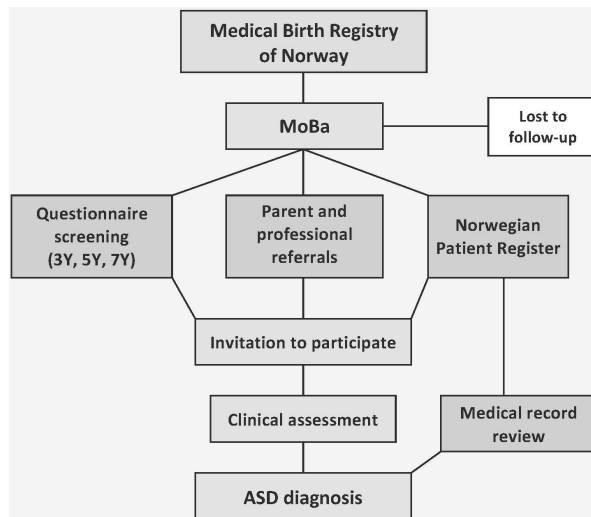 Medical Birth Registry
of Norway
MoBa
Lost to
follow-up
Questionnaire
screening
(3Y, 5Y, 7Y)
Parent and
professional
referrals
Norwegian
Patient Register
Invitation to participate
Clinical assessment
Medical record
review
ASD diagnosis